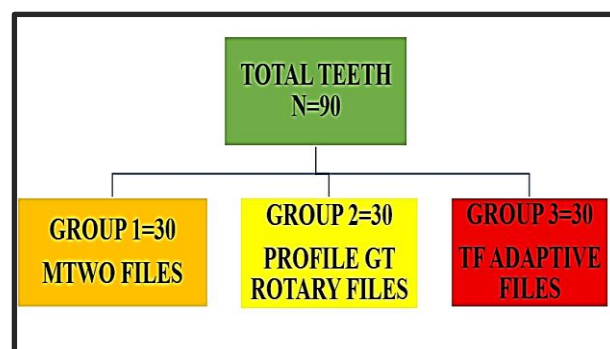 TOTAL TEETH
N=90
GROUP 1=30
MTWO FILES
GROUP 2=30
PROFILE GT
ROTARY FILES
GROUP 3=30
TF ADAPTIVE
FILES